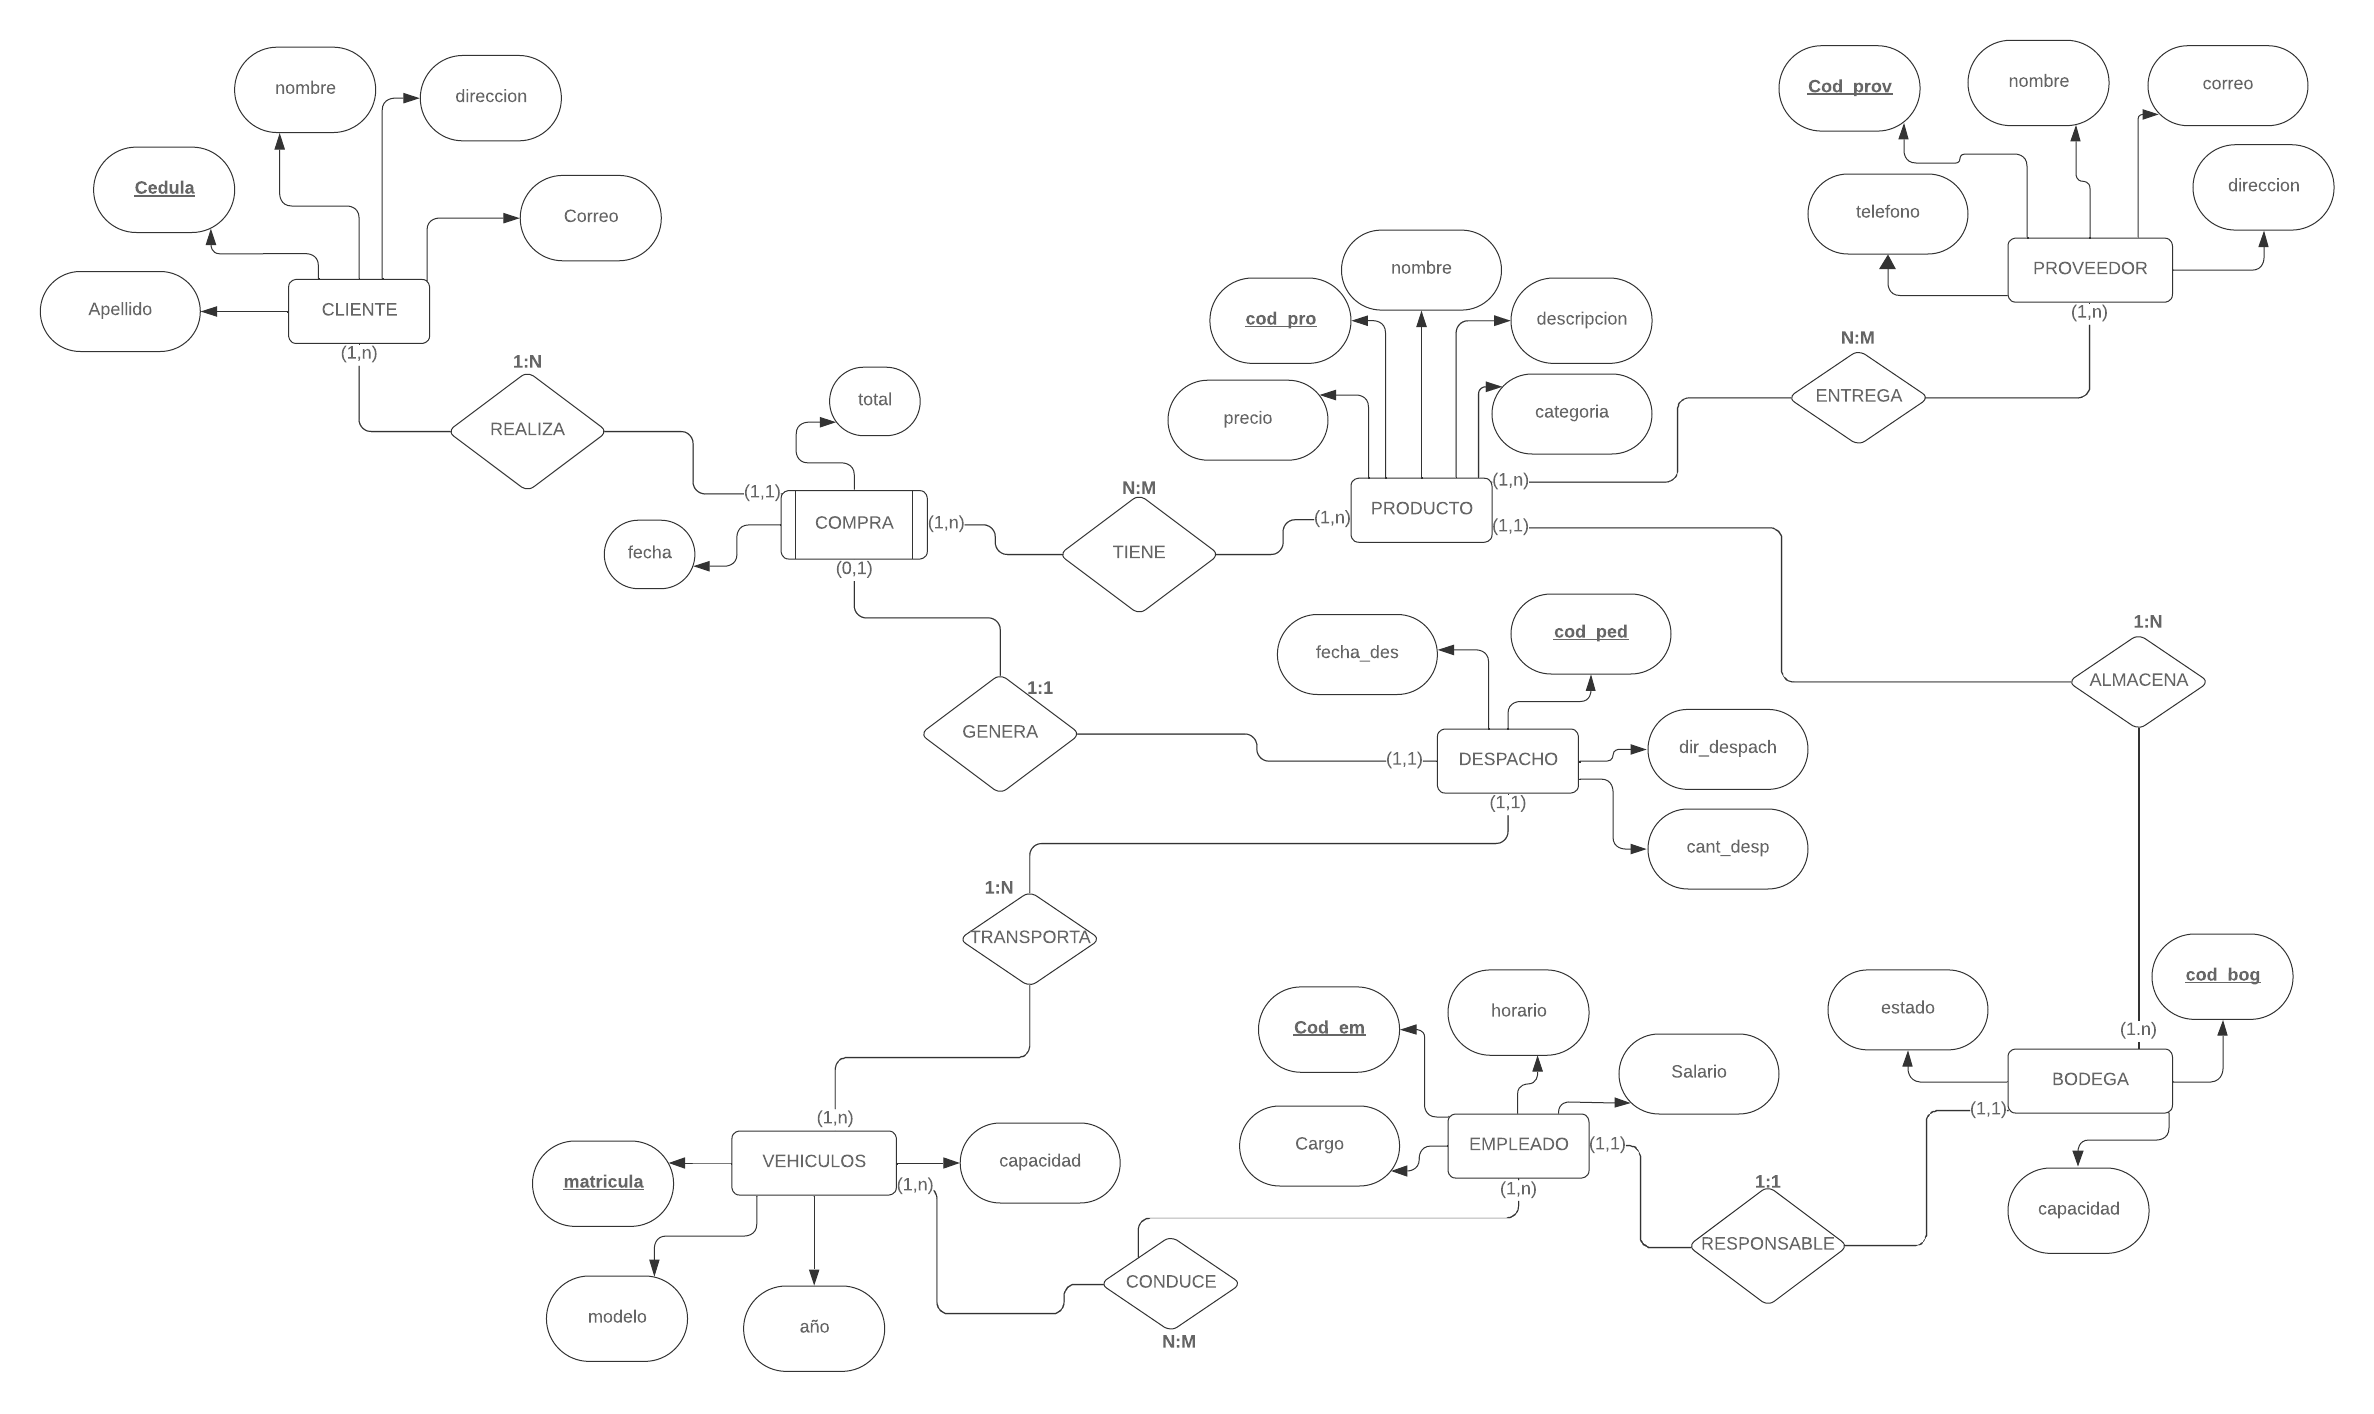 nombre
direccion
Cedula
Correo
Apellido
CLIENTE
(1,n)
1:N
REALIZA
total
(1,1)
COMPRA
(1,n)
fecha
(0,1)
N:M
TIENE
(1,n)
nombre
cod_pro
descripcion
precio
categoria
PRODUCTO
(1,n)
(1,1)
Cod_prov
nombre
correo
direccion
telefono
PROVEEDOR
(1,n)
N:M
ENTREGA
1:N
ALMACENA
1:1
GENERA
fecha_des
cod_ped
(1,1)
DESPACHO
dir_despach
(1,1)
cant_desp
1:N
TRANSPORTA
(1,n)
VEHICULOS
capacidad
matricula
(1,n)
modelo
año
CONDUCE
N:M
Cod_em
horario
Salario
Cargo
EMPLEADO
(1,1)
(1,n)
1:1
RESPONSABLE
estado
cod_bog
(1.n)
BODEGA
(1,1)
capacidad